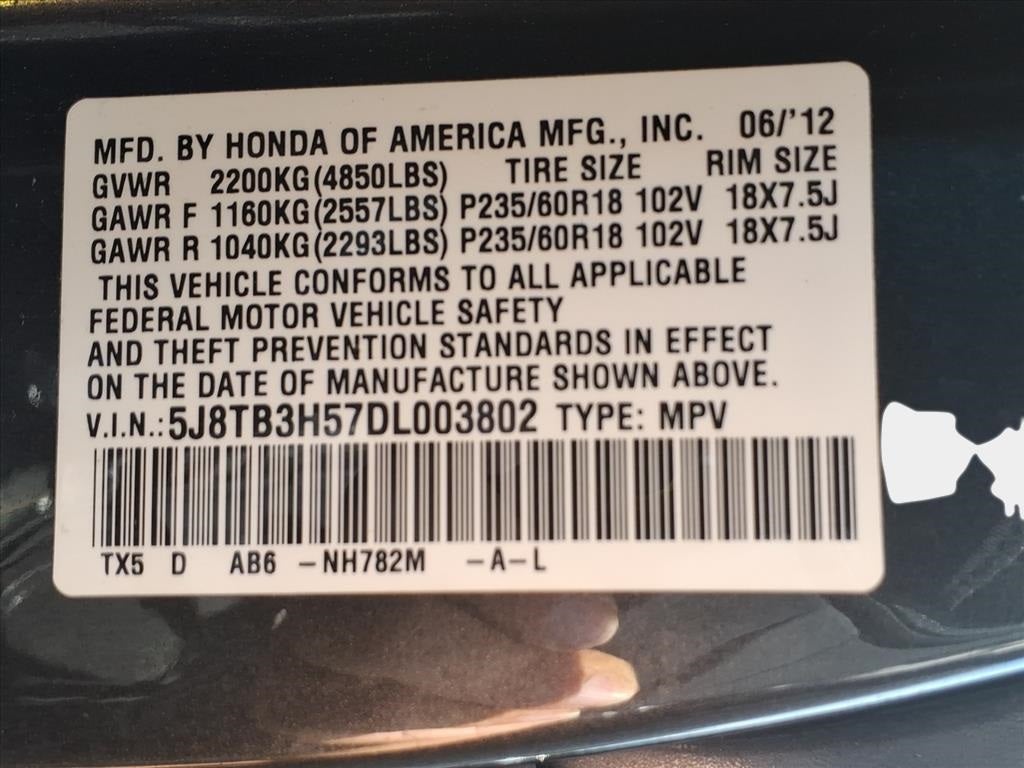 MFD. BY HONDA OF AMERICA MFG., INC. 06/'12
GVWR 2200KG(4850LBS) TIRE SIZE RIM SIZE
GAWR F 1160KG(2557LBS) P235/60R18 102V 18X7.5J
GAWR R 1040KG(2293LBS) P235/60R18 102V 18X7.5J
THIS VEHICLE CONFORMS TO ALL APPLICABLE
FEDERAL MOTOR VEHICLE SAFETY
AND THEFT PREVENTION STANDARDS IN EFFECT
ON THE DATE OF MANUFACTURE SHOWN ABOVE.
V.I.N.:5J8TB3H57DL003802 TYPE: MPV
TX5 D AB6 -NH782M -A-L